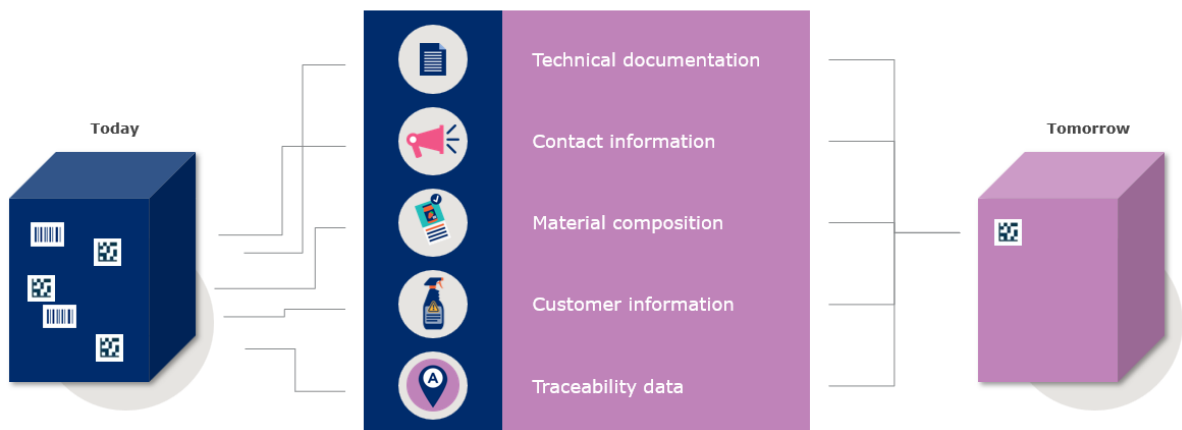 Today
Technical documentation
Contact information
Material composition
Customer information
A
Traceability data
Tomorrow